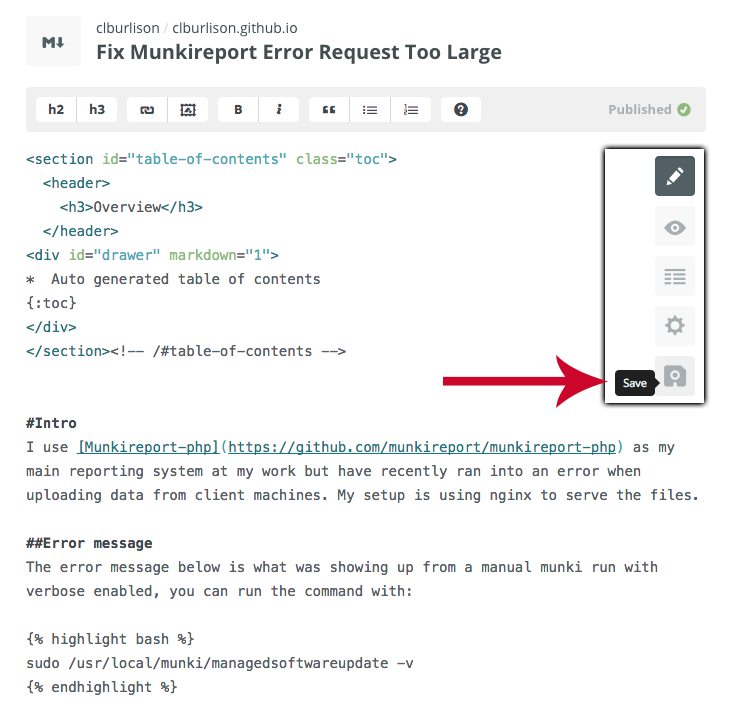 M↓
clburlison / clburlison.github.io
Fix Munkireport Error Request Too Large
h2 h3 B i “ ?
Published
<section id="table-of-contents" class="toc">
  <header>
    <h3>Overview</h3>
  </header>
<div id="drawer" markdown="1">
*  Auto generated table of contents
{:toc}
</div>
</section><!-- /#table-of-contents -->
Save
#Intro
I use [Munkireport-php](https://github.com/munkireport/munkireport-php) as my
main reporting system at my work but have recently ran into an error when
uploading data from client machines. My setup is using nginx to serve the files.
##Error message
The error message below is what was showing up from a manual munki run with
verbose enabled, you can run the command with:
{% highlight bash %}
sudo /usr/local/munki/managedsoftwareupdate -v
{% endhighlight %}